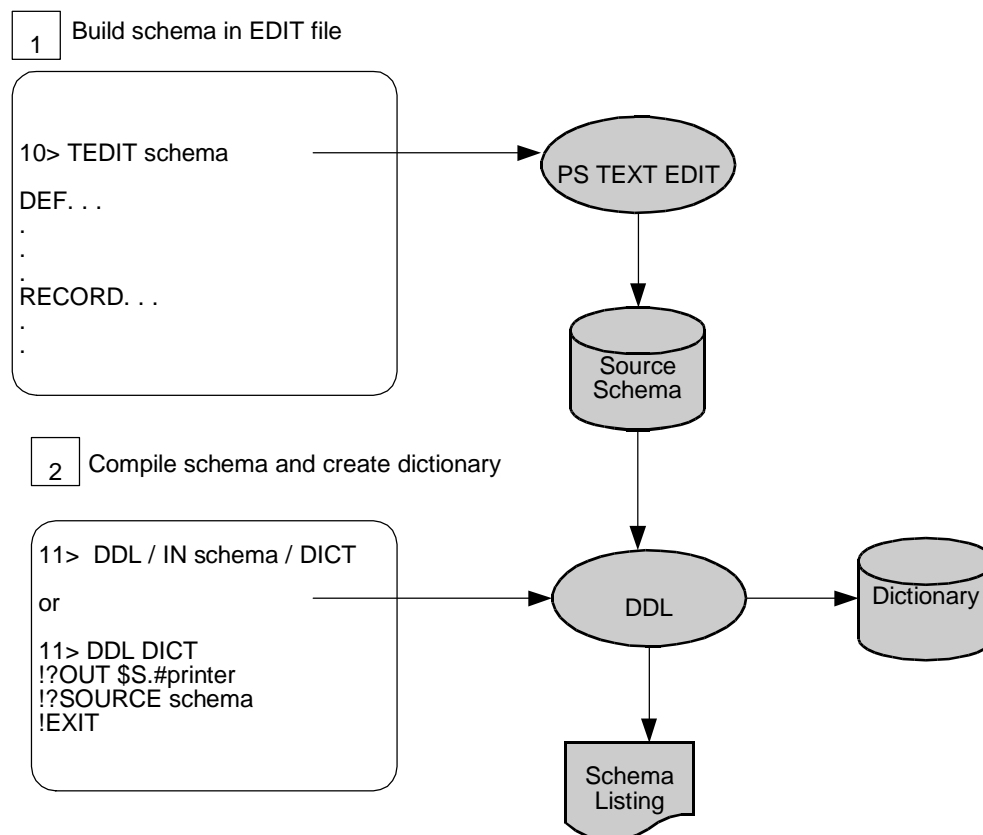 1
Build schema in EDIT file
10> TEDIT schema
DEF. . .
.
.
.
RECORD. . .
.
.
PS TEXT EDIT
Source
Schema
2
Compile schema and create dictionary
11> DDL / IN schema / DICT
or
11> DDL DICT
!?OUT $S.#printer
!?SOURCE schema
!EXIT
DDL
Dictionary
Schema
Listing